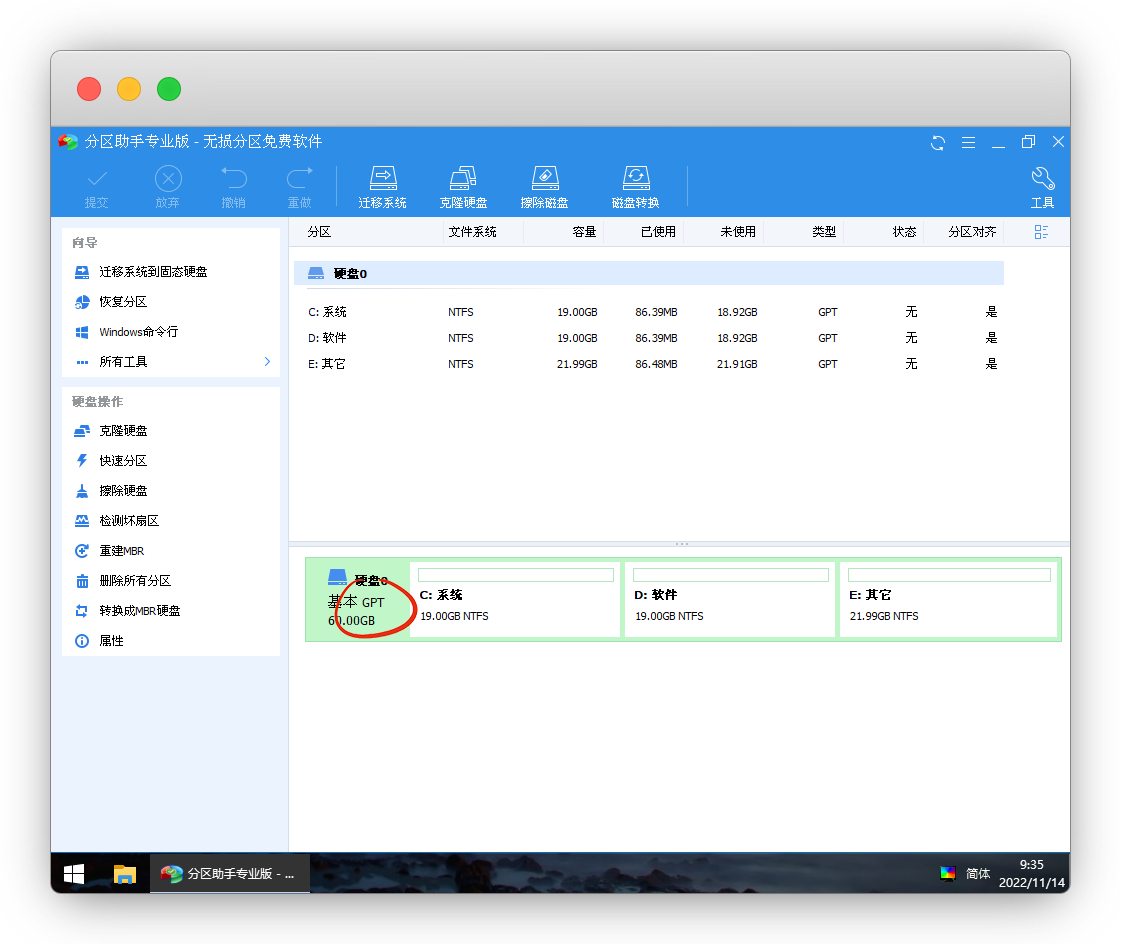 分区助手专业版 - 无损分区免费软件
提交 放弃 撤销 重做 迁移系统 克隆硬盘 擦除磁盘 磁盘转换 工具
向导
迁移系统到固态硬盘
恢复分区
Windows命令行
所有工具
硬盘操作
克隆硬盘
快速分区
擦除硬盘
检测坏扇区
重建MBR
删除所有分区
转换成MBR硬盘
属性
分区 文件系统 容量 已使用 未使用 类型 状态 分区对齐
硬盘0
C: 系统 NTFS 19.00GB 86.39MB 18.92GB GPT 无 是
D: 软件 NTFS 19.00GB 86.39MB 18.92GB GPT 无 是
E: 其它 NTFS 21.99GB 86.48MB 21.91GB GPT 无 是
硬盘0
基本 GPT
60.00GB
C: 系统
19.00GB NTFS
D: 软件
19.00GB NTFS
E: 其它
21.99GB NTFS
分区助手专业版 - ...
简体
9:35
2022/11/14